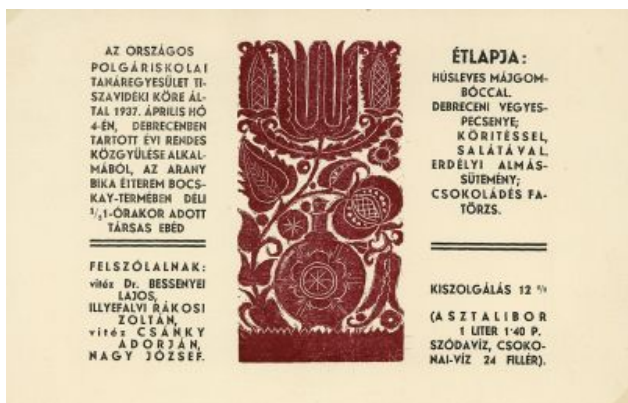 AZ ORSZÁGOS
POLGÁRISKOLAI
TANÁREGYESÜLET TI-
SZAVIDÉKI KÖRE ÁL-
TAL 1937. ÁPRILIS HÓ
4-ÉN, DEBRECENBEN
TARTOTT ÉVI RENDES
KÖZGYŰLÉSE ALKAL-
MÁBÓL, AZ ARANY
BIKA ÉTTEREM BOCS-
KAY-TERMÉBEN DÉLI
½1-ÓRAKOR ADOTT
TÁRSAS EBÉD
FELSZÓLALNAK:
vitéz Dr. BESSENYEI
LAJOS,
ILLYEFALVI RÁKOSI
ZOLTÁN,
vitéz CSÁNKY
ADORJÁN,
NAGY JÓZSEF.
ÉTLAPJA:
HÚSLEVES MÁJGOM-
BÓCCAL.
DEBRECENI VEGYES-
PECSENYE;
KÖRITÉSSEL,
SALÁTÁVAL.
ERDÉLYI ALMÁS-
SÜTEMÉNY;
CSOKOLÁDÉS FA-
TÖRZS.
KISZOLGÁLÁS 12 %
(ASZTALIBOR
1 LITER 1·40 P.
SZÓDAVÍZ, CSOKO-
NAI-VÍZ 24 FILLÉR).